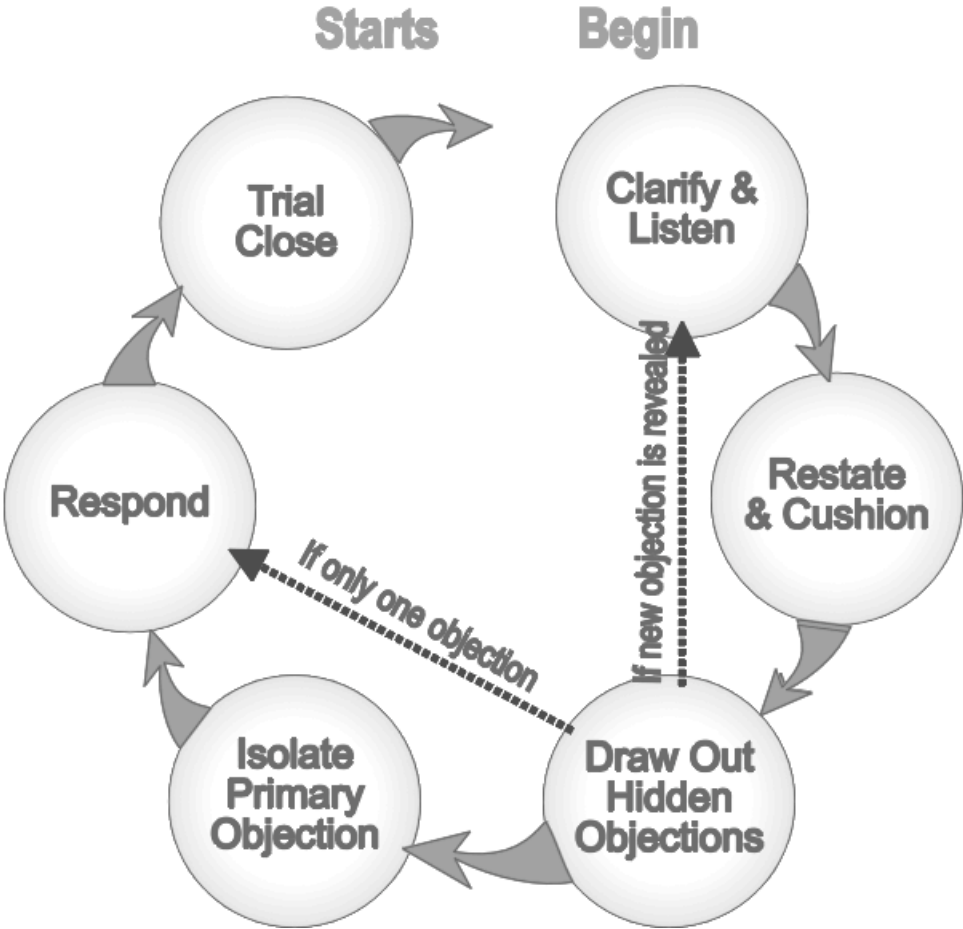 Starts Begin
Clarify &
Listen
Restate
& Cushion
Draw Out
Hidden
Objections
If new objection is revealed
If only one objection
Isolate
Primary
Objection
Respond
Trial
Close